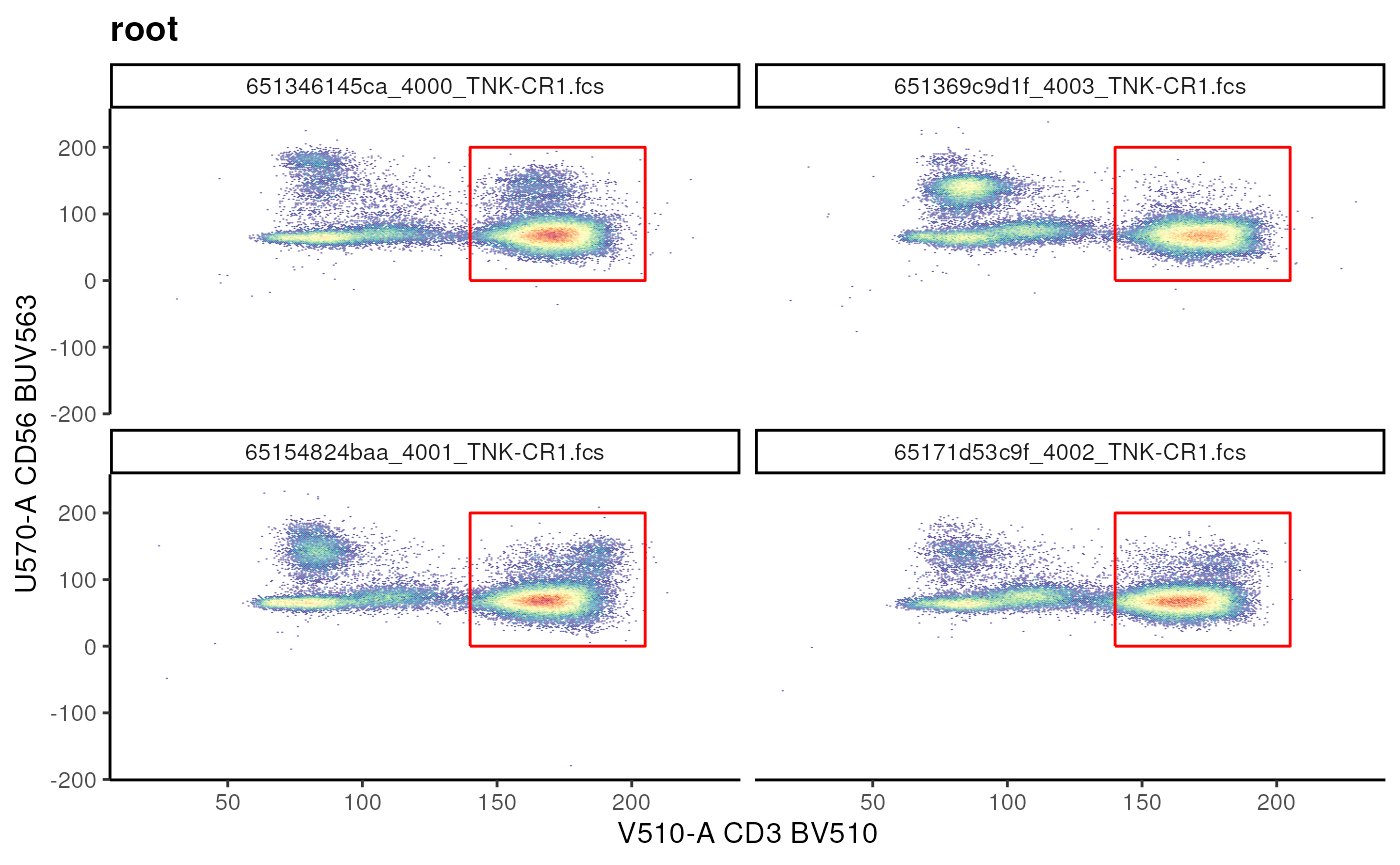 root
651346145ca_4000_TNK-CR1.fcs
651369c9d1f_4003_TNK-CR1.fcs
200
100
0
-100
-200
65154824baa_4001_TNK-CR1.fcs
65171d53c9f_4002_TNK-CR1.fcs
200
100
0
-100
-200
50 100 150 200
50 100 150 200
V510-A CD3 BV510
U570-A CD56 BUV563